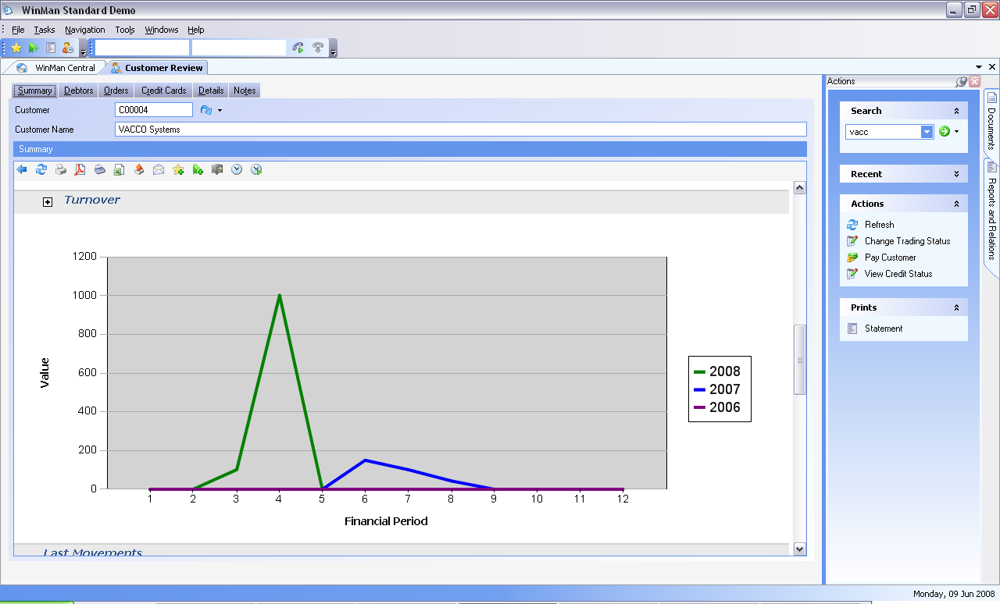 WinMan Standard Demo
File Tasks Navigation Tools Windows Help
WinMan Central Customer Review
Summary Debtors Orders Credit Cards Details Notes
Customer C00004
Customer Name VACCO Systems
Summary
Turnover
1200
1000
800
600
400
200
0
Value
1 2 3 4 5 6 7 8 9 10 11 12
Financial Period
2008
2007
2006
Last Movements
Actions
Search
vacc
Recent
Actions
Refresh
Change Trading Status
Pay Customer
View Credit Status
Prints
Statement
Documents
Reports and Relations
Monday, 09 Jun 2008